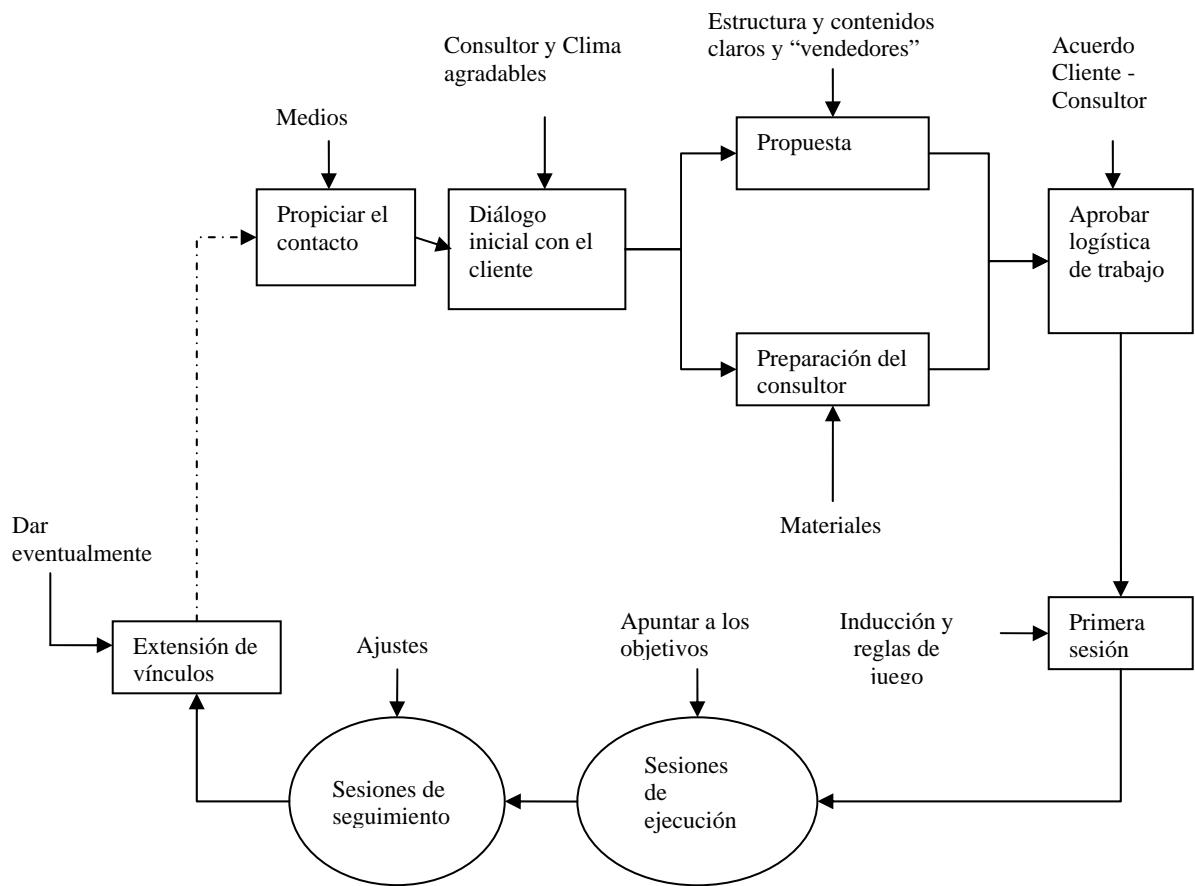 Estructura y contenidos
claros y “vendedores”
Consultor y Clima
agradables
Acuerdo
Cliente -
Consultor
Medios
Propuesta
Propiciar el
contacto
Diálogo
inicial con el
cliente
Aprobar
logística
de trabajo
Preparación del
consultor
Materiales
Dar
eventualmente
Extensión de
vínculos
Ajustes
Apuntar a los
objetivos
Inducción y
reglas de
juego
Primera
sesión
Sesiones de
seguimiento
Sesiones
de
ejecución